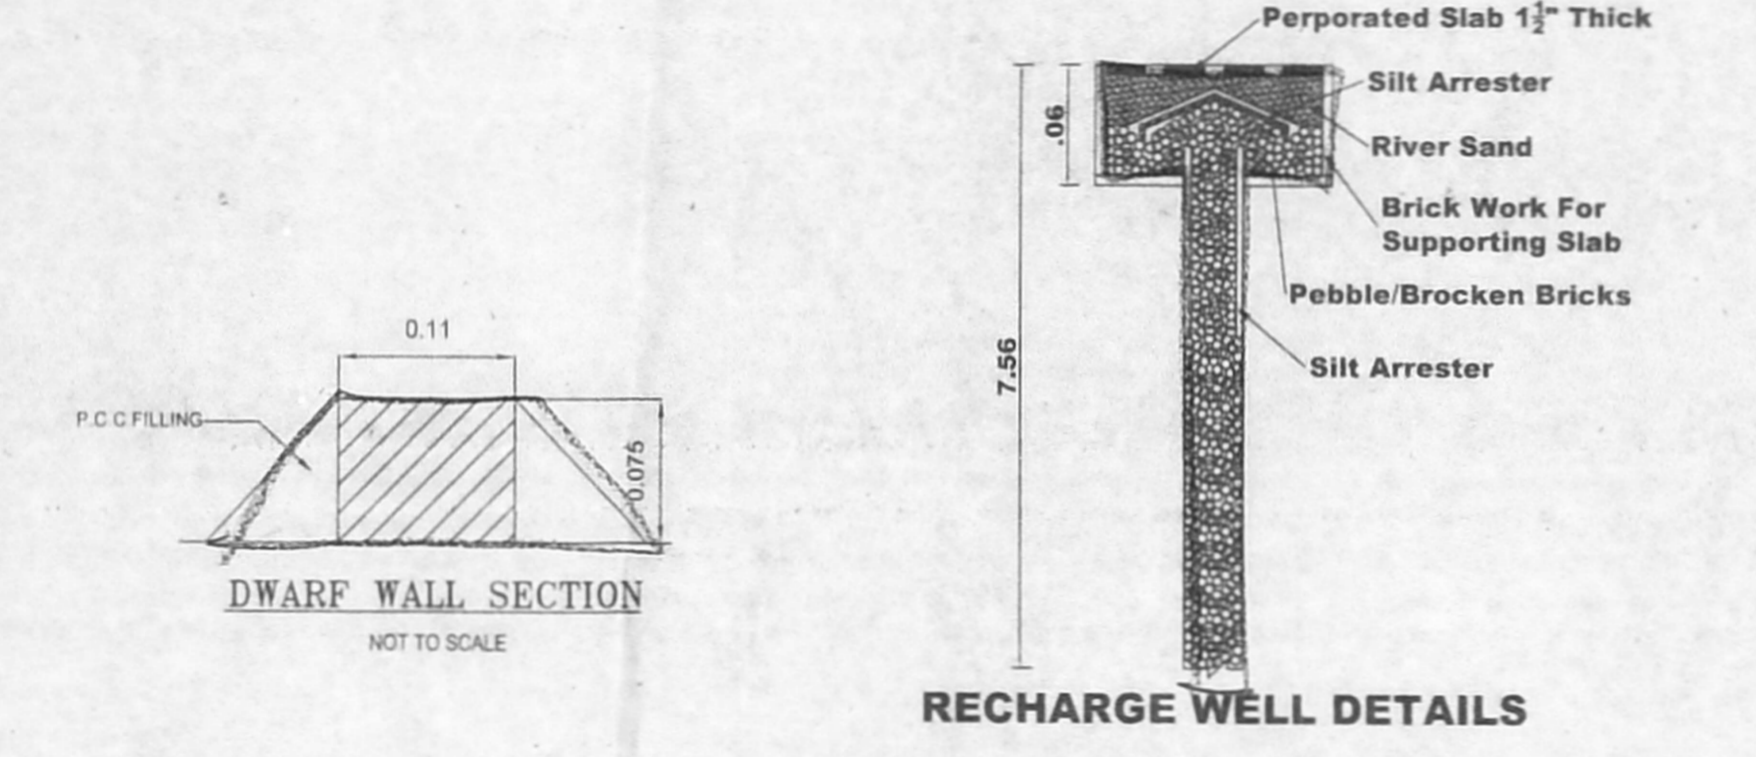 0.11
P.C C FILLING
0.075
DWARF WALL SECTION
NOT TO SCALE
Perporated Slab 1½" Thick
Silt Arrester
.06
River Sand
Brick Work For
Supporting Slab
Pebble/Brocken Bricks
7.56
Silt Arrester
RECHARGE WELL DETAILS